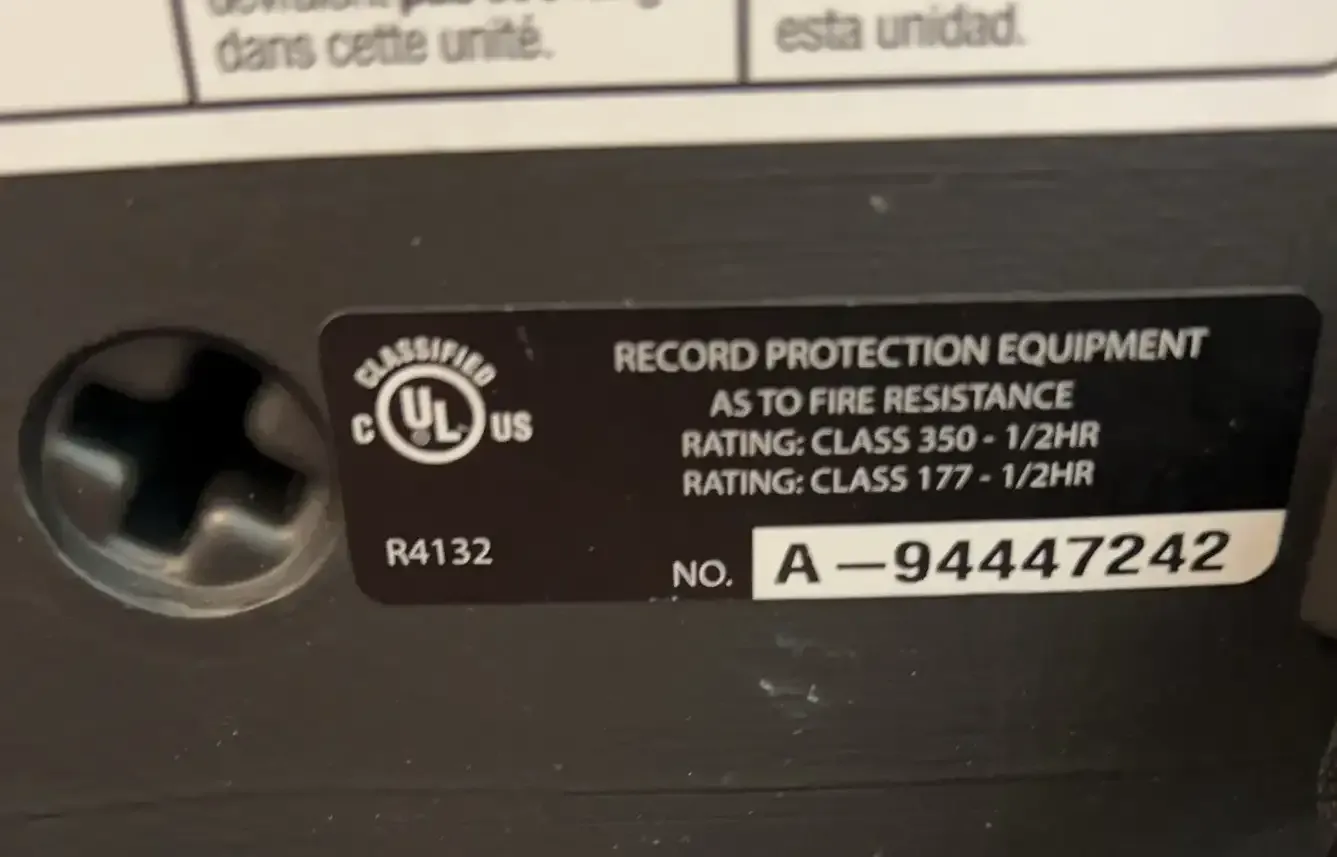 dans cette unité.
esta unidad.
CLASSIFIED
C UL US
R4132
RECORD PROTECTION EQUIPMENT
AS TO FIRE RESISTANCE
RATING: CLASS 350 - 1/2HR
RATING: CLASS 177 - 1/2HR
NO. A-94447242